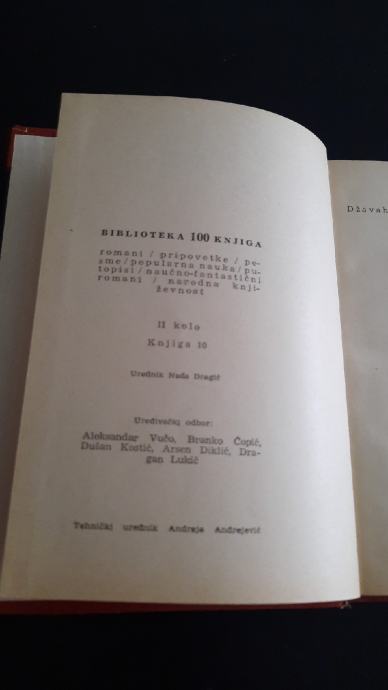 BIBLIOTEKA 100 KNJIGA
romani / pripovetke / pe-
sme/popularna nauka/pu-
topisi/naučno-fantastični
romani / narodna knji-
ževnost
II kolo
Knjiga 10
Urednik Nada Dragić
Uređivački odbor:
Aleksandar Vučo, Branko Ćopić,
Dušan Kostić, Arsen Diklić, Dra-
gan Lukić
Tehnički urednik Andreja Andrejević
Džavah